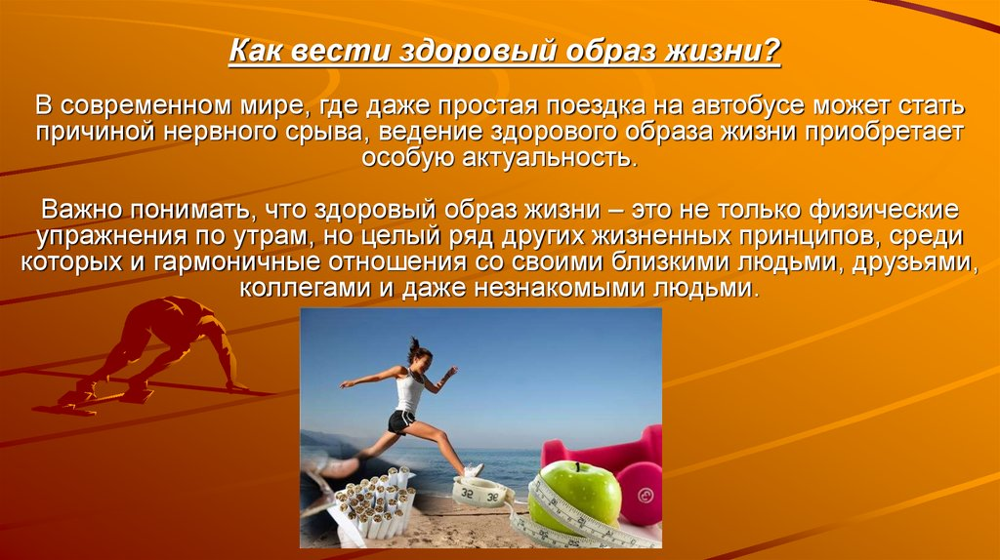 Как вести здоровый образ жизни?
В современном мире, где даже простая поездка на автобусе может стать
причиной нервного срыва, ведение здорового образа жизни приобретает
особую актуальность.
Важно понимать, что здоровый образ жизни – это не только физические
упражнения по утрам, но целый ряд других жизненных принципов, среди
которых и гармоничные отношения со своими близкими людьми, друзьями,
коллегами и даже незнакомыми людьми.